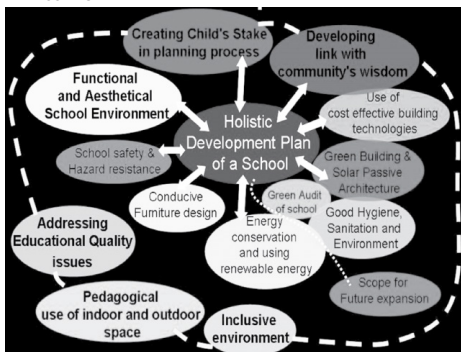 Creating Child's Stake
in planning process
Developing
link with
community's wisdom
Functional
and Aesthetical
School Environment
Use of
cost effective building
technologies
Holistic
Development Plan
of a School
School safety &
Hazard resistance
Green Building &
Solar Passive
Architecture
Conducive
Furniture design
Green Audit
of school
Good Hygiene,
Sanitation and
Environment
Energy
conservation
and using
renewable energy
Addressing
Educational Quality
issues
Scope for
Future expansion
Pedagogical
use of indoor and outdoor
space
Inclusive
environment